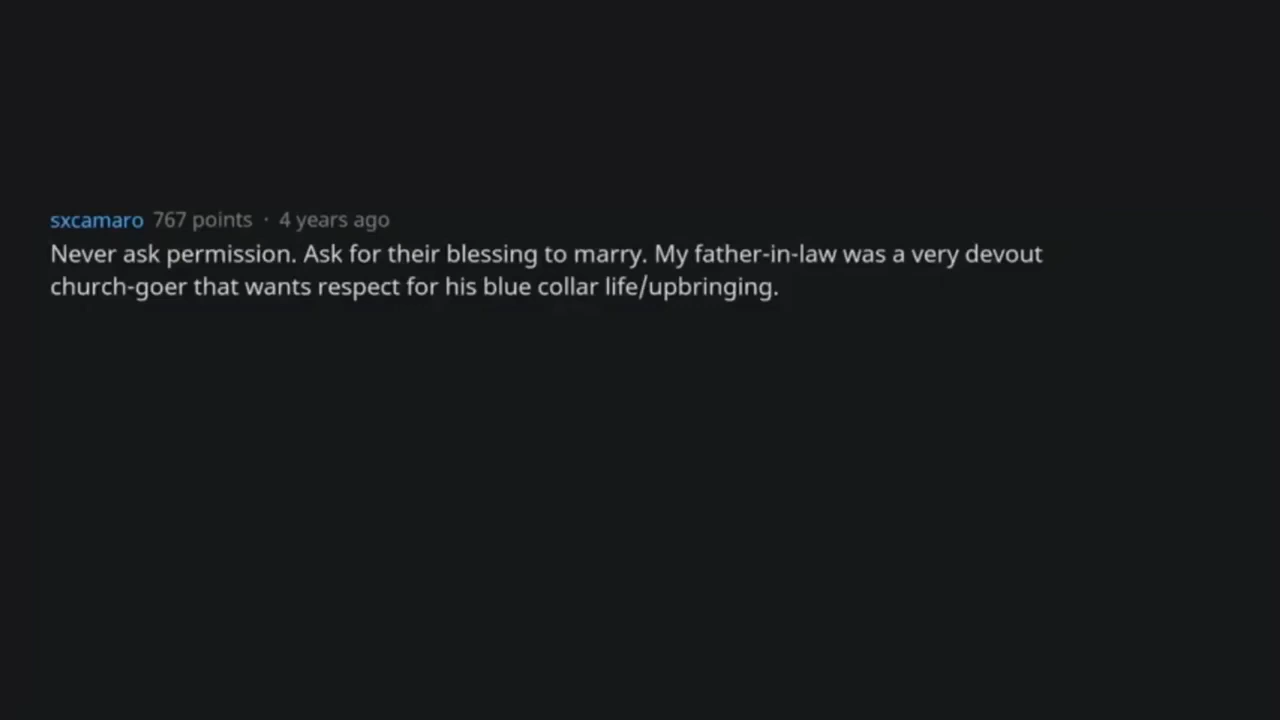 sxcamaro 767 points · 4 years ago
Never ask permission. Ask for their blessing to marry. My father-in-law was a very devout
church-goer that wants respect for his blue collar life/upbringing.